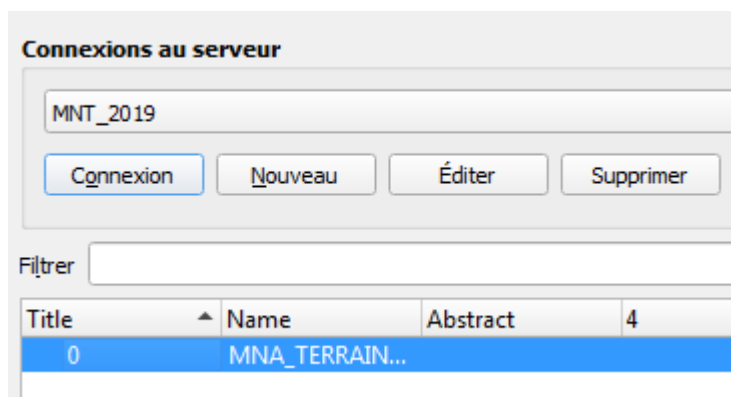 Connexions au serveur
MNT_2019
Connexion Nouveau Éditer Supprimer
Filtrer
Title Name Abstract 4
0 MNA_TERRAIN...